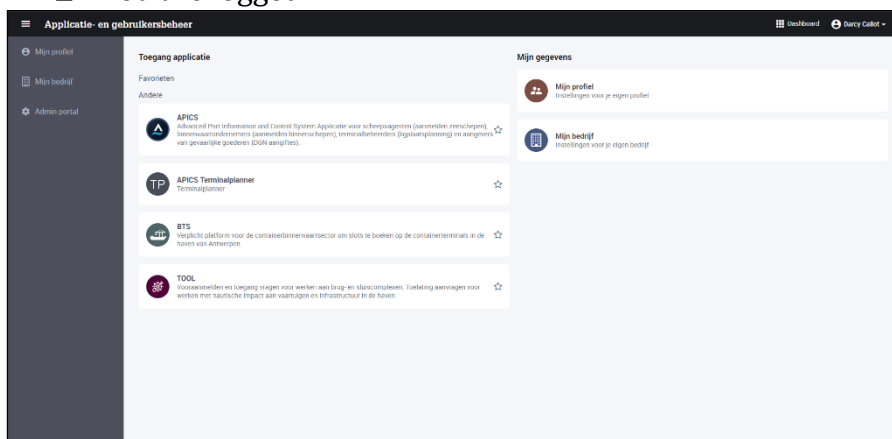 Applicatie- en gebruikersbeheer
Dashboard
Darcy Callot
Mijn profiel
Mijn bedrijf
Admin portal
Toegang applicatie
Favorieten
Andere
APICS
Advanced Port Information and Control System Applicatie voor scheepsagenten (aanmelden zeeschepen),
binnenvaartondernemers (aanmelden binnenschepen), terminalbeheerders (ligplaatsplanning) en aangevers
van gevaarlijke goederen (DGN aangiftes).
TP
APICS Terminalplanner
Terminalplanner
BTS
Verplicht platform voor de containerbinnenvaartsector om slots te boeken op de containerterminals in de
haven van Antwerpen.
TOOL
Vooraanmelden en toegang vragen voor werken aan brug- en sluiscomplexen. Toelating aanvragen voor
werken met nautische impact aan vaartuigen en infrastructuur in de haven.
Mijn gegevens
Mijn profiel
Instellingen voor je eigen profiel
Mijn bedrijf
Instellingen voor je eigen bedrijf